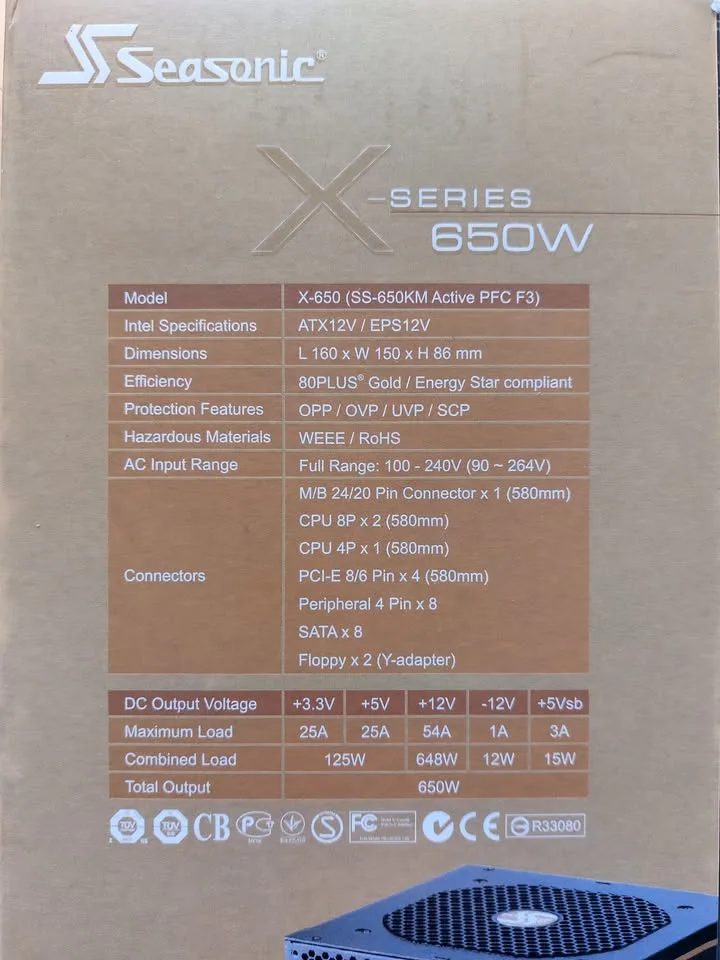 Seasonic®
X-SERIES
650W
Model X-650 (SS-650KM Active PFC F3)
Intel Specifications ATX12V / EPS12V
Dimensions L 160 x W 150 x H 86 mm
Efficiency 80PLUS® Gold / Energy Star compliant
Protection Features OPP / OVP / UVP / SCP
Hazardous Materials WEEE / RoHS
AC Input Range Full Range: 100 - 240V (90 ~ 264V)
Connectors
M/B 24/20 Pin Connector x 1 (580mm)
CPU 8P x 2 (580mm)
CPU 4P x 1 (580mm)
PCI-E 8/6 Pin x 4 (580mm)
Peripheral 4 Pin x 8
SATA x 8
Floppy x 2 (Y-adapter)
DC Output Voltage +3.3V +5V +12V -12V +5Vsb
Maximum Load 25A 25A 54A 1A 3A
Combined Load 125W 648W 12W 15W
Total Output 650W
TÜV TÜV CB PC S FC CE R33080